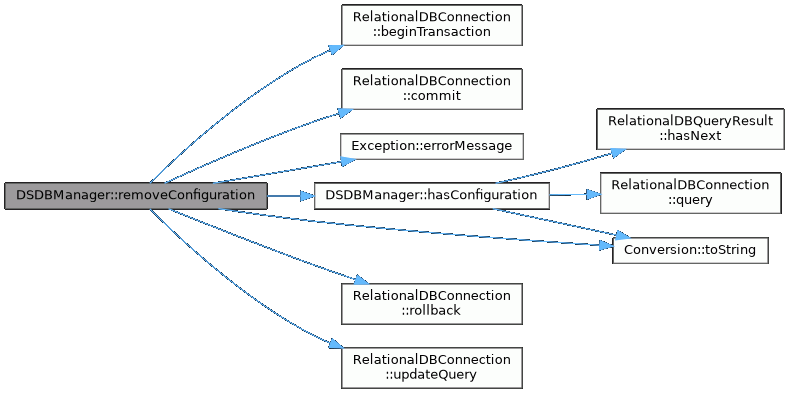 RelationalDBConnection
::beginTransaction
RelationalDBConnection
::commit
Exception::errorMessage
DSDBManager::removeConfiguration
DSDBManager::hasConfiguration
RelationalDBQueryResult
::hasNext
RelationalDBConnection
::query
Conversion::toString
RelationalDBConnection
::rollback
RelationalDBConnection
::updateQuery